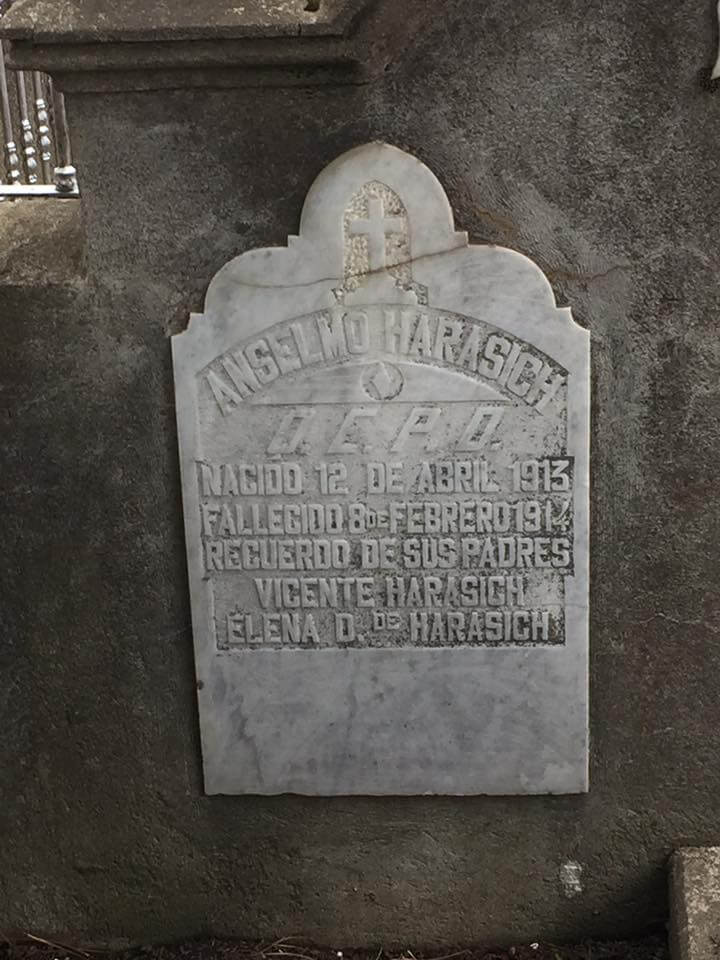 ANSELMO HARASICH
Q.E.P.D.
NACIDO 12 DE ABRIL 1913
FALLECIDO 8 DE FEBRERO 1914
RECUERDO DE SUS PADRES
VICENTE HARASICH
ELENA D. DE HARASICH